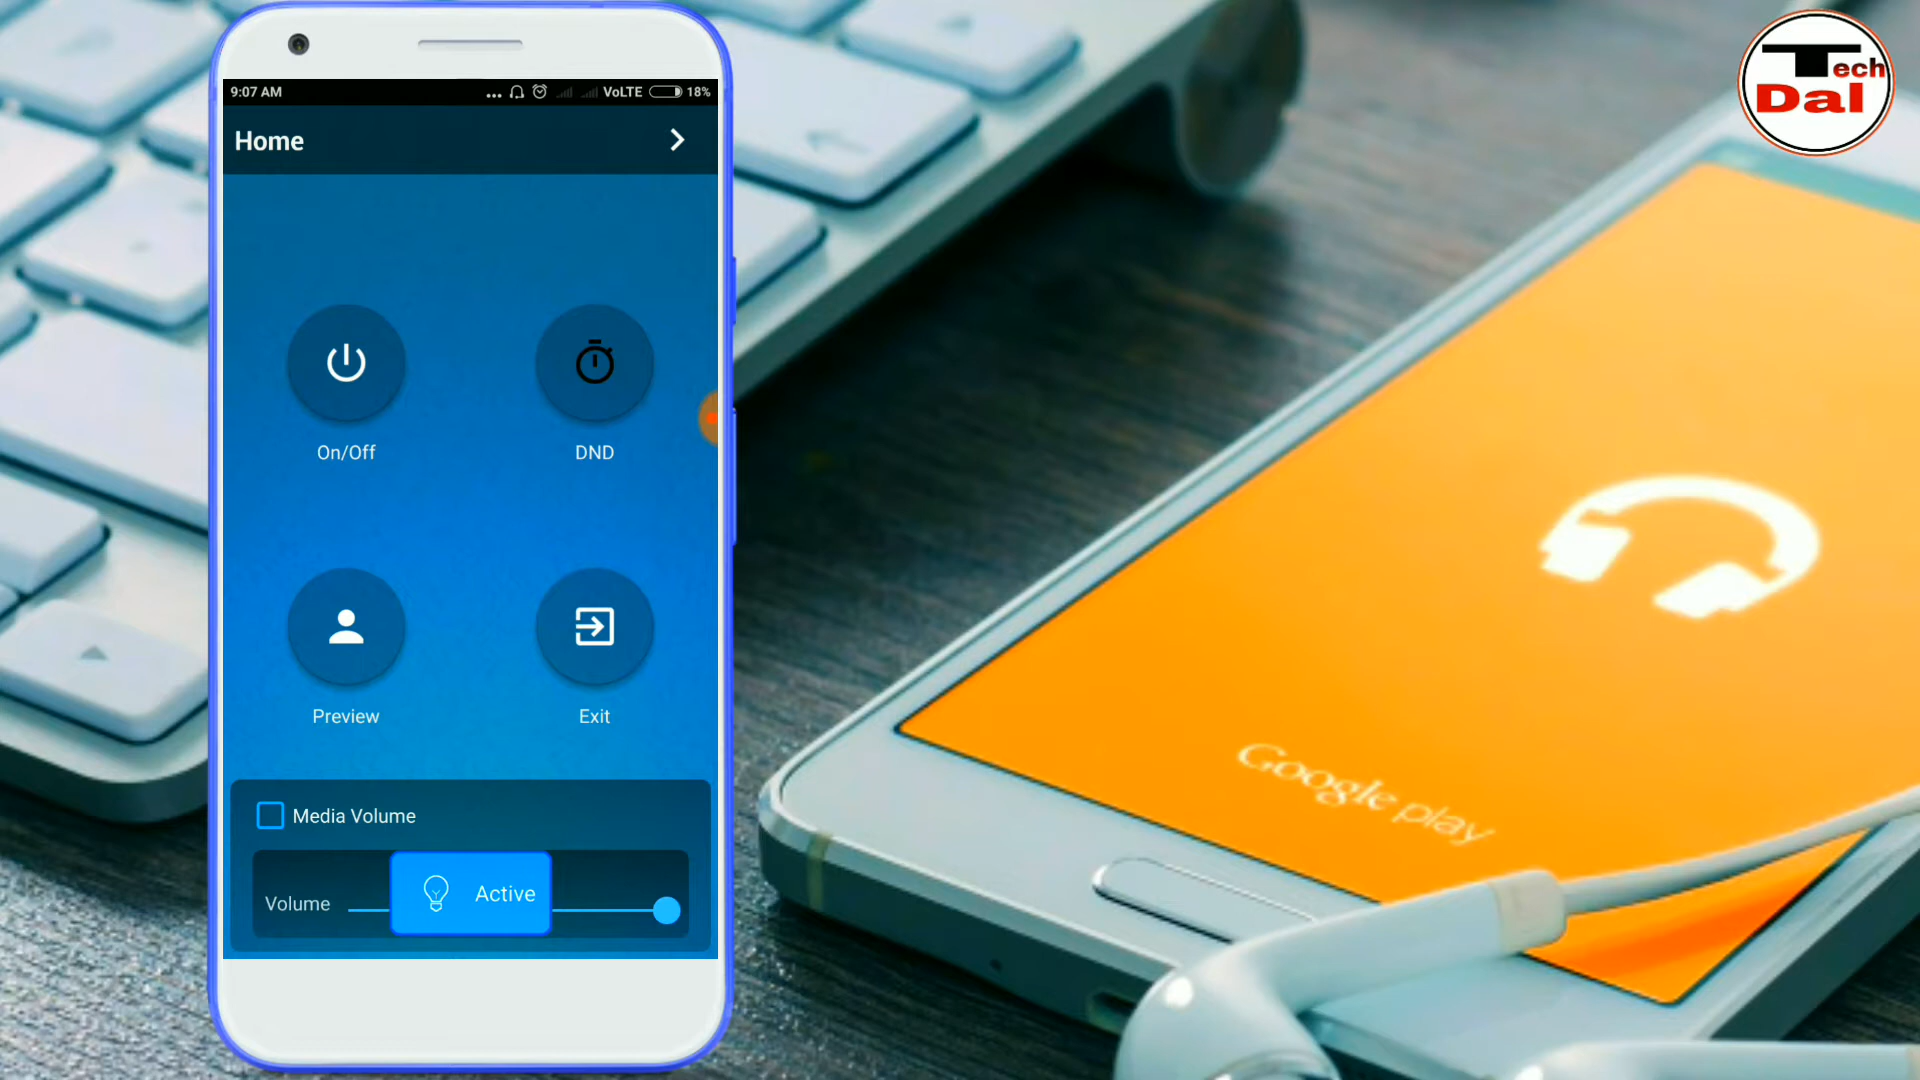 9:07 AM
... VoLTE 18%
Home
On/Off
DND
Preview
Exit
Media Volume
Volume
Active
Tech
Dal
Google play